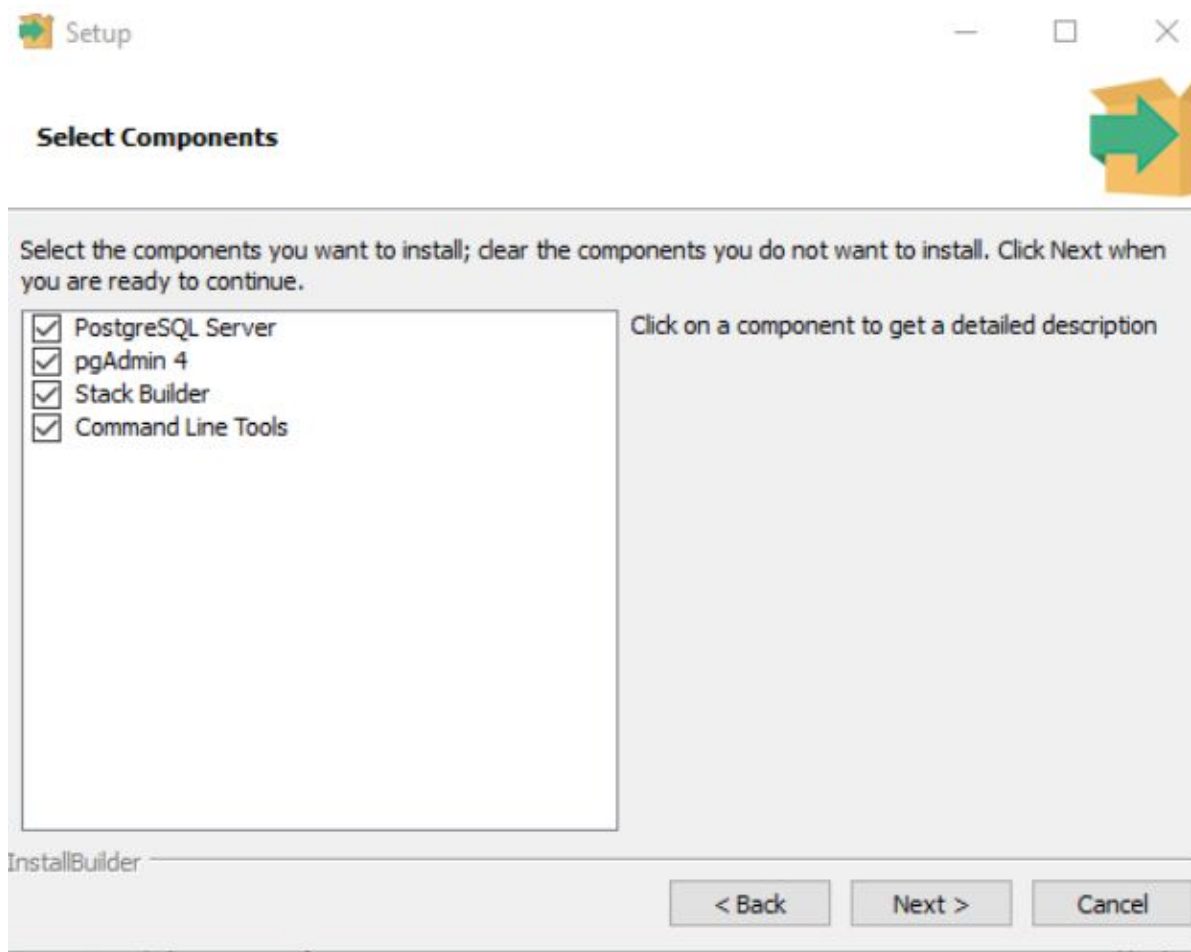 Setup
Select Components
Select the components you want to install; clear the components you do not want to install. Click Next when
you are ready to continue.
PostgreSQL Server
Click on a component to get a detailed description
pgAdmin 4
Stack Builder
Command Line Tools
InstallBuilder
< Back
Next >
Cancel